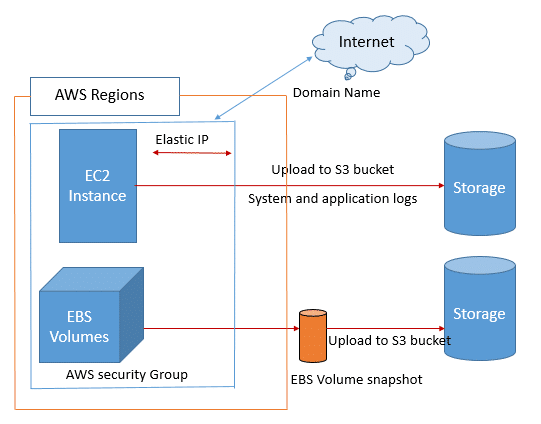 Internet
AWS Regions
Domain Name
Elastic IP
EC2
Instance
Upload to S3 bucket
System and application logs
Storage
EBS
Volumes
Storage
Upload to S3 bucket
AWS security Group
EBS Volume snapshot